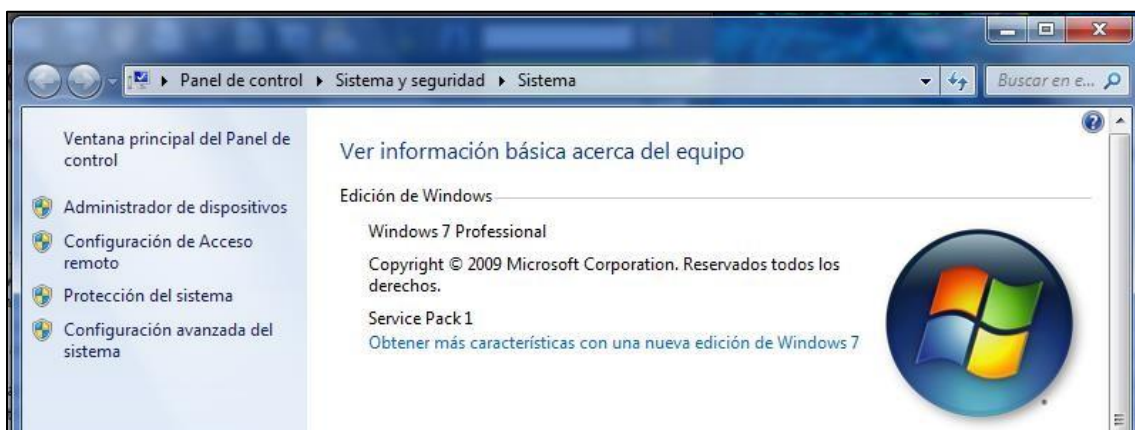 Panel de control ▸ Sistema y seguridad ▸ Sistema
Buscar en e...
Ventana principal del Panel de
control
Administrador de dispositivos
Configuración de Acceso
remoto
Protección del sistema
Configuración avanzada del
sistema
Ver información básica acerca del equipo
Edición de Windows
Windows 7 Professional
Copyright © 2009 Microsoft Corporation. Reservados todos los
derechos.
Service Pack 1
Obtener más características con una nueva edición de Windows 7